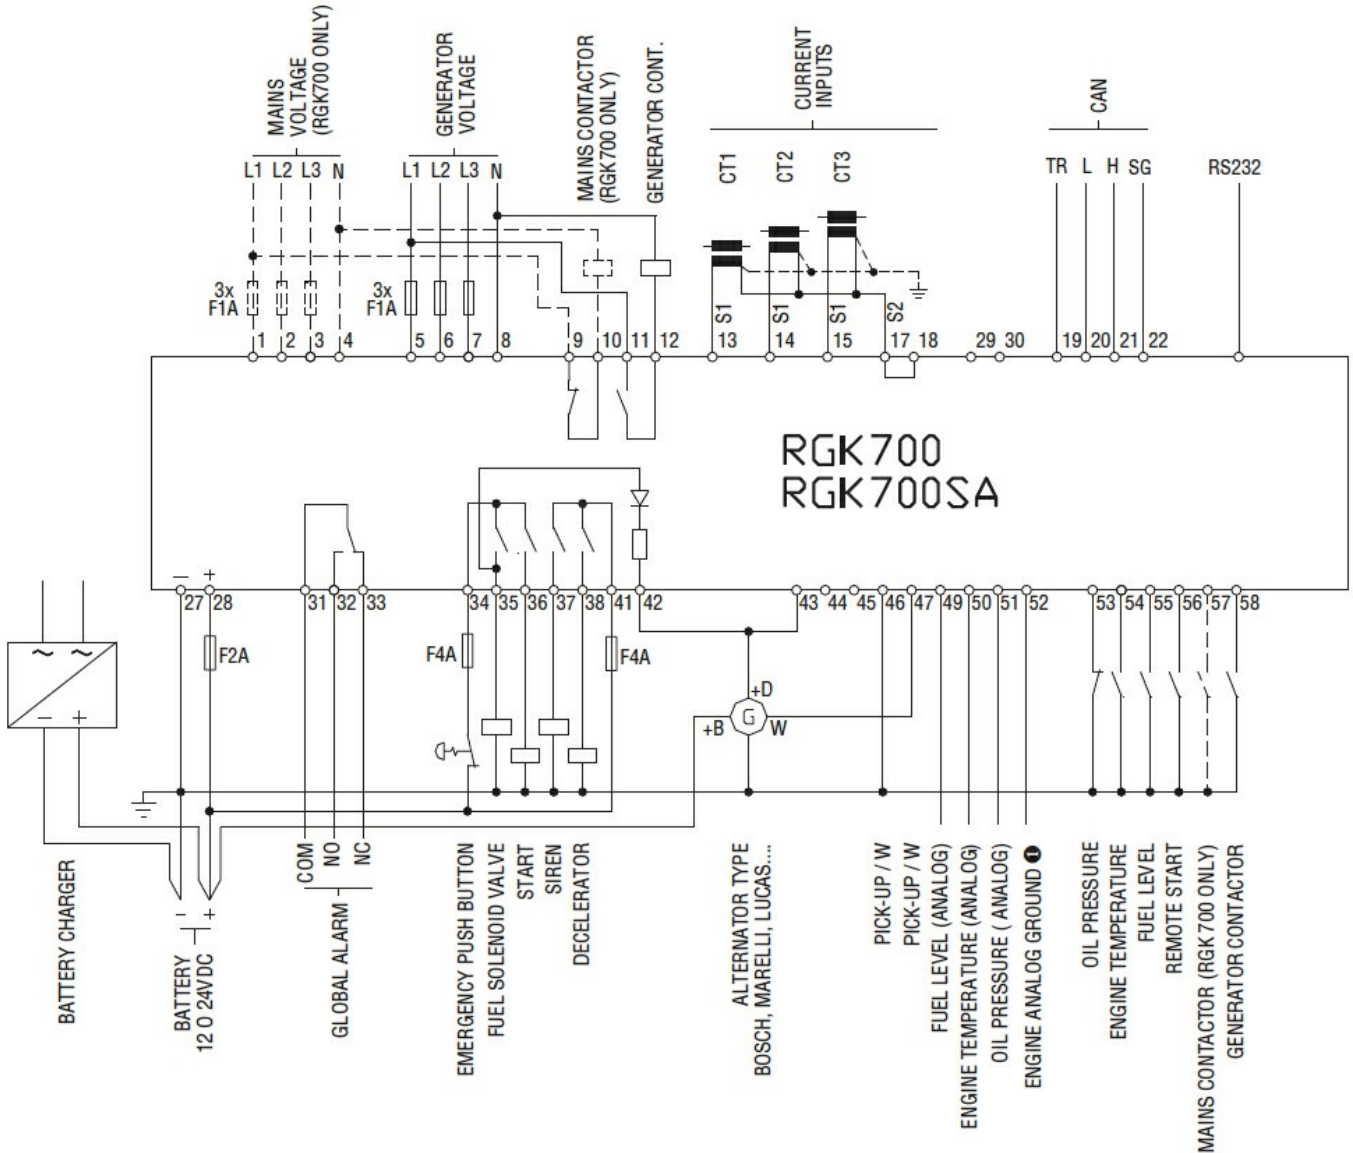 MAINS
VOLTAGE
(RGK700 ONLY)
GENERATOR
VOLTAGE
MAINS CONTACTOR
(RGK700 ONLY)
GENERATOR CONT.
CURRENT
INPUTS
CAN
L1 L2 L3 N
L1 L2 L3 N
CT1 CT2 CT3
TR L H SG
RS232
3x
F1A
3x
F1A
S1 S1 S1 S2
1 2 3 4 5 6 7 8 9 10 11 12 13 14 15 17 18 29 30 19 20 21 22
RGK700
RGK700SA
− +
27 28 31 32 33 34 35 36 37 38 41 42 43 44 45 46 47 49 50 51 52 53 54 55 56 57 58
F2A
F4A
F4A
~ ~
− +
+D
+B
G
W
COM
NO
NC
- +
BATTERY CHARGER
BATTERY
12 O 24VDC
GLOBAL ALARM
EMERGENCY PUSH BUTTON
FUEL SOLENOID VALVE
START
SIREN
DECELERATOR
ALTERNATOR TYPE
BOSCH, MARELLI, LUCAS....
PICK-UP / W
PICK-UP / W
FUEL LEVEL (ANALOG)
ENGINE TEMPERATURE (ANALOG)
OIL PRESSURE ( ANALOG)
ENGINE ANALOG GROUND ❶
OIL PRESSURE
ENGINE TEMPERATURE
FUEL LEVEL
REMOTE START
MAINS CONTACTOR (RGK 700 ONLY)
GENERATOR CONTACTOR